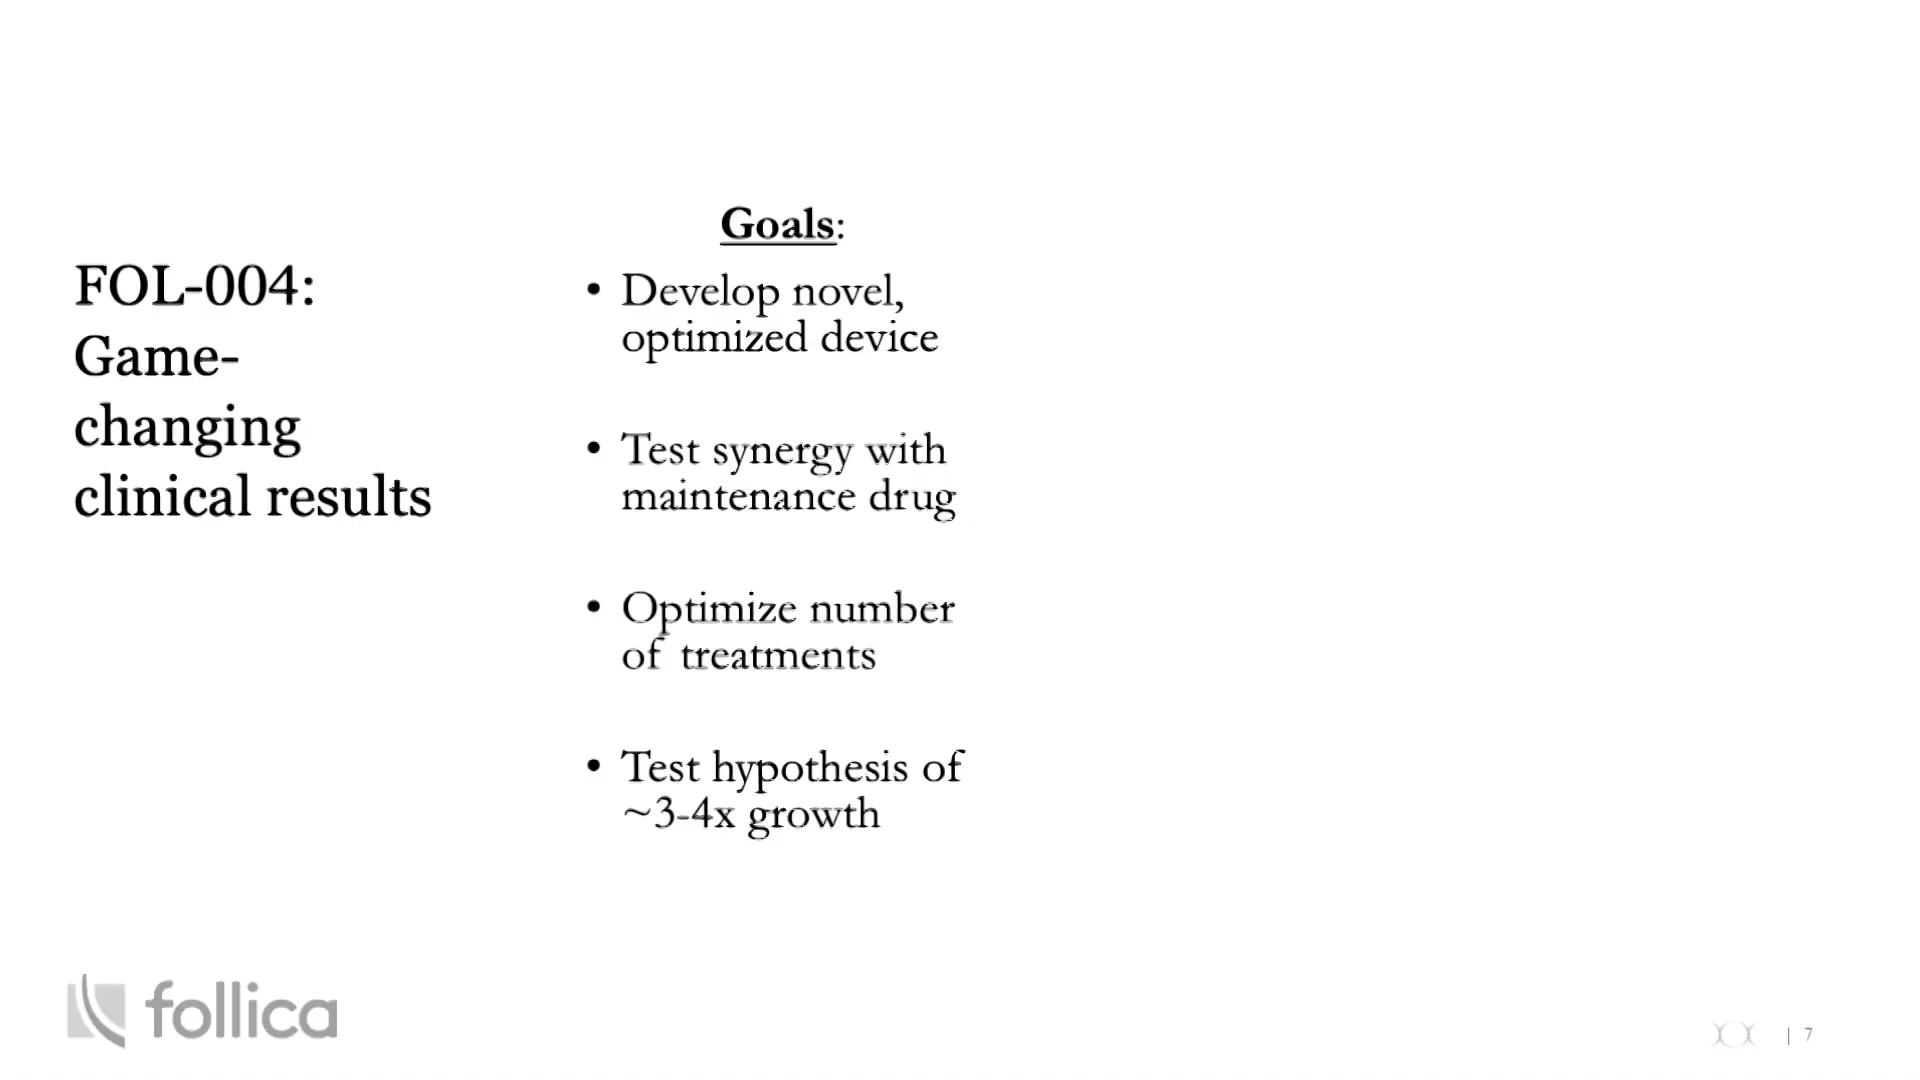 FOL-004:
Game-
changing
clinical results
Goals:
• Develop novel,
optimized device
• Test synergy with
maintenance drug
• Optimize number
of treatments
• Test hypothesis of
~3-4x growth
follica
| 7